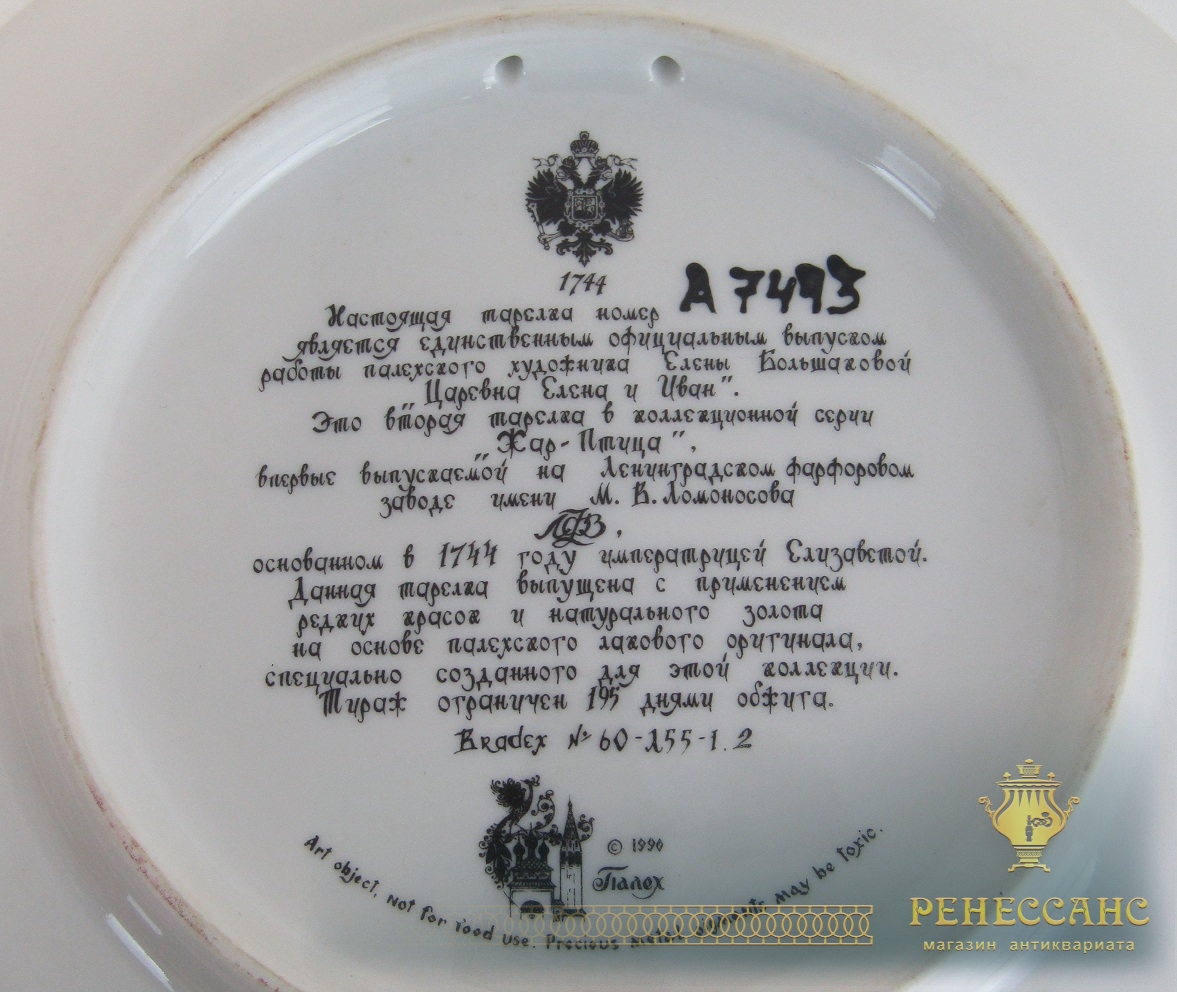 1744
A 7493
Настоящая тарелка номер
является единственным официальным выпуском
работы палехского художника Елены Большаковой
"Царевна Елена и Иван".
Это вторая тарелка в коллекционной серии
"Жар-Птица",
впервые выпускаемой на Ленинградском фарфоровом
заводе имени М. В. Ломоносова
ЛФЗ,
основанном в 1744 году императрицей Елизаветой.
Данная тарелка выпущена с применением
редких красок и натурального золота
на основе палехского лакового оригинала,
специально созданного для этой коллекции.
Тираж ограничен 195 днями обжига.
Bradex № 60-155-1.2
© 1990
Палех
Art object, not for food use. Precious metal pigments may be toxic.
РЕНЕССАНС
магазин антиквариата